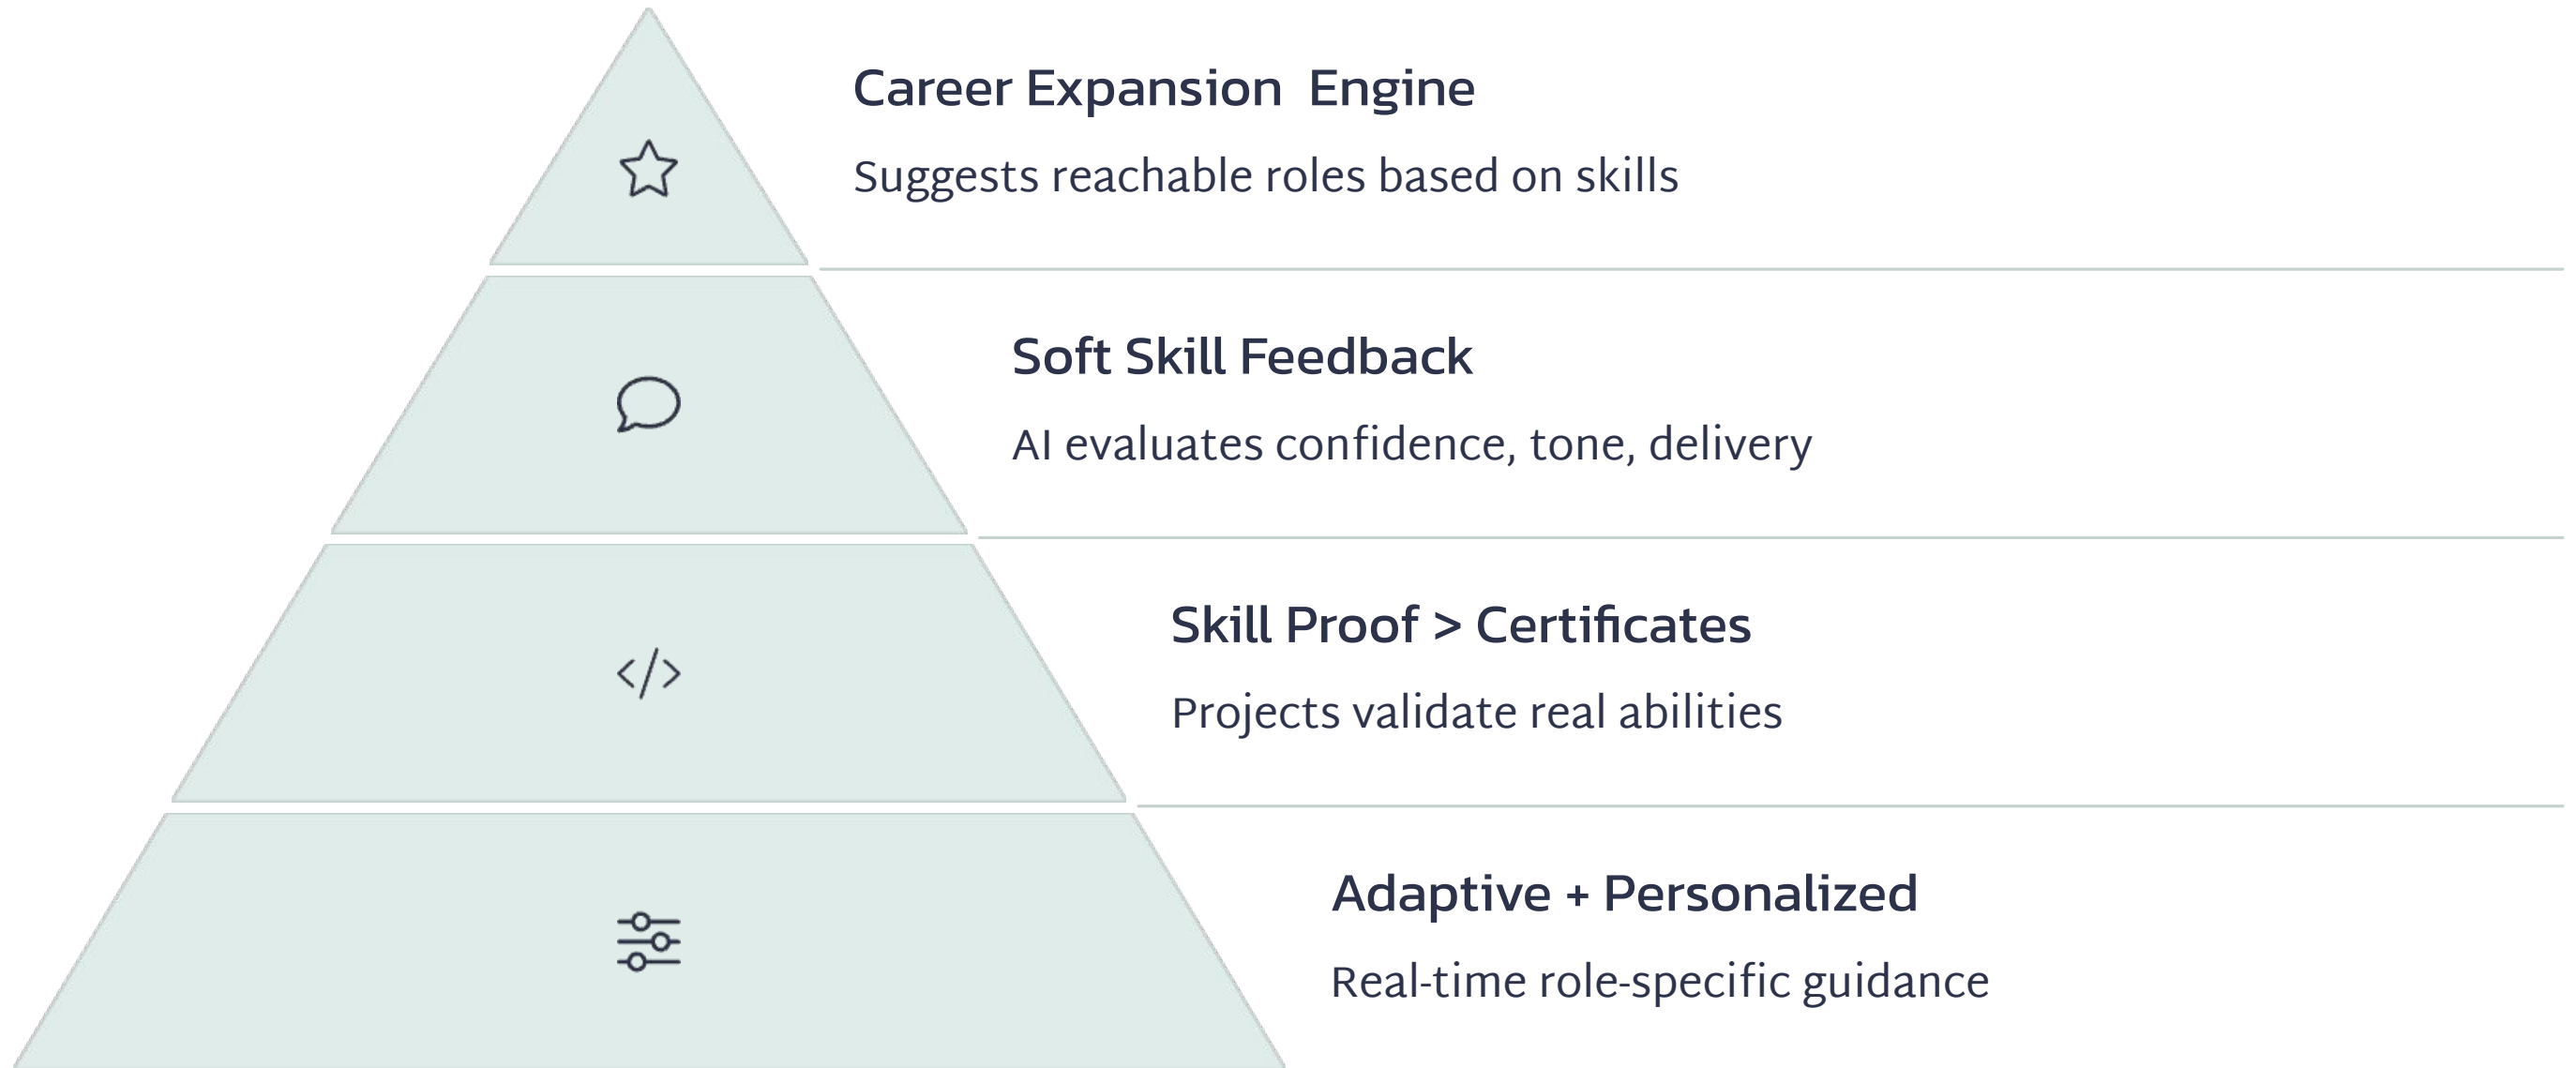 Career Expansion  Engine
Suggests reachable roles based on skills
Soft Skill Feedback
AI evaluates confidence, tone, delivery
Skill Proof > Certificates
Projects validate real abilities
Adaptive + Personalized
Real-time role-specific guidance